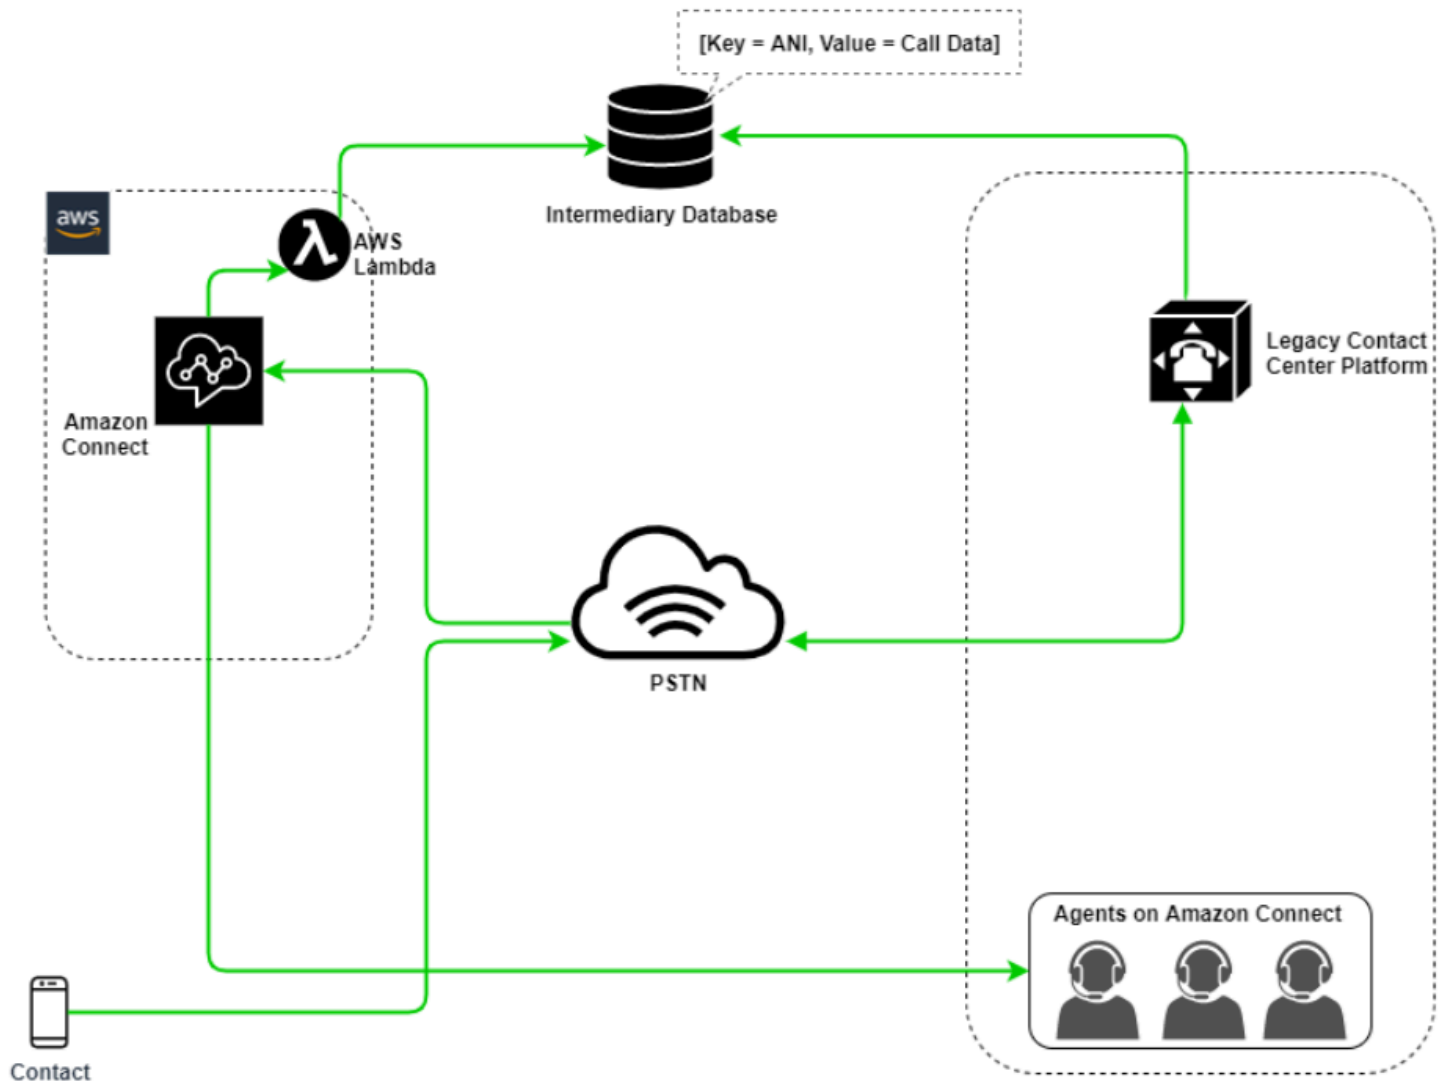 [Key = ANI, Value = Call Data]
Intermediary Database
aws
AWS
Lambda
Amazon
Connect
Legacy Contact
Center Platform
PSTN
Agents on Amazon Connect
Contact